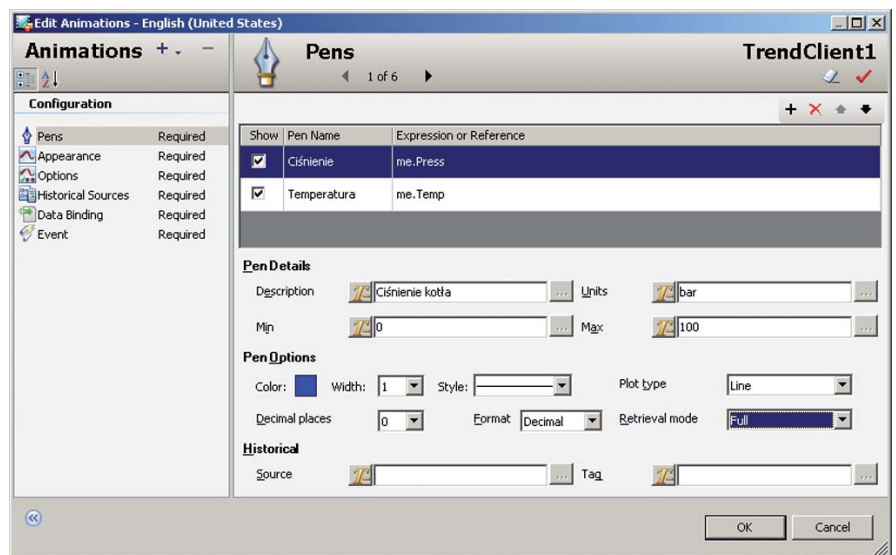 Edit Animations - English (United States)
Animations
Pens
TrendClient1
1 of 6
Configuration
Pens Required
Appearance Required
Options Required
Historical Sources Required
Data Binding Required
Event Required
Show Pen Name Expression or Reference
Ciśnienie me.Press
Temperatura me.Temp
Pen Details
Description Ciśnienie kotła ... Units bar ...
Min 0 ... Max 100 ...
Pen Options
Color: Width: 1 Style: Plot type Line
Decimal places 0 Format Decimal Retrieval mode Full
Historical
Source ... Tag ...
OK Cancel